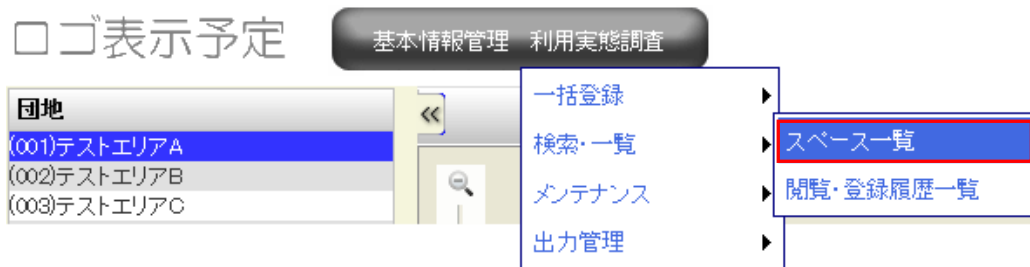 ロゴ表示予定
基本情報管理 利用実態調査
団地
(001)テストエリアA
(002)テストエリアB
(003)テストエリアC
一括登録
検索・一覧
メンテナンス
出力管理
スペース一覧
閲覧・登録履歴一覧